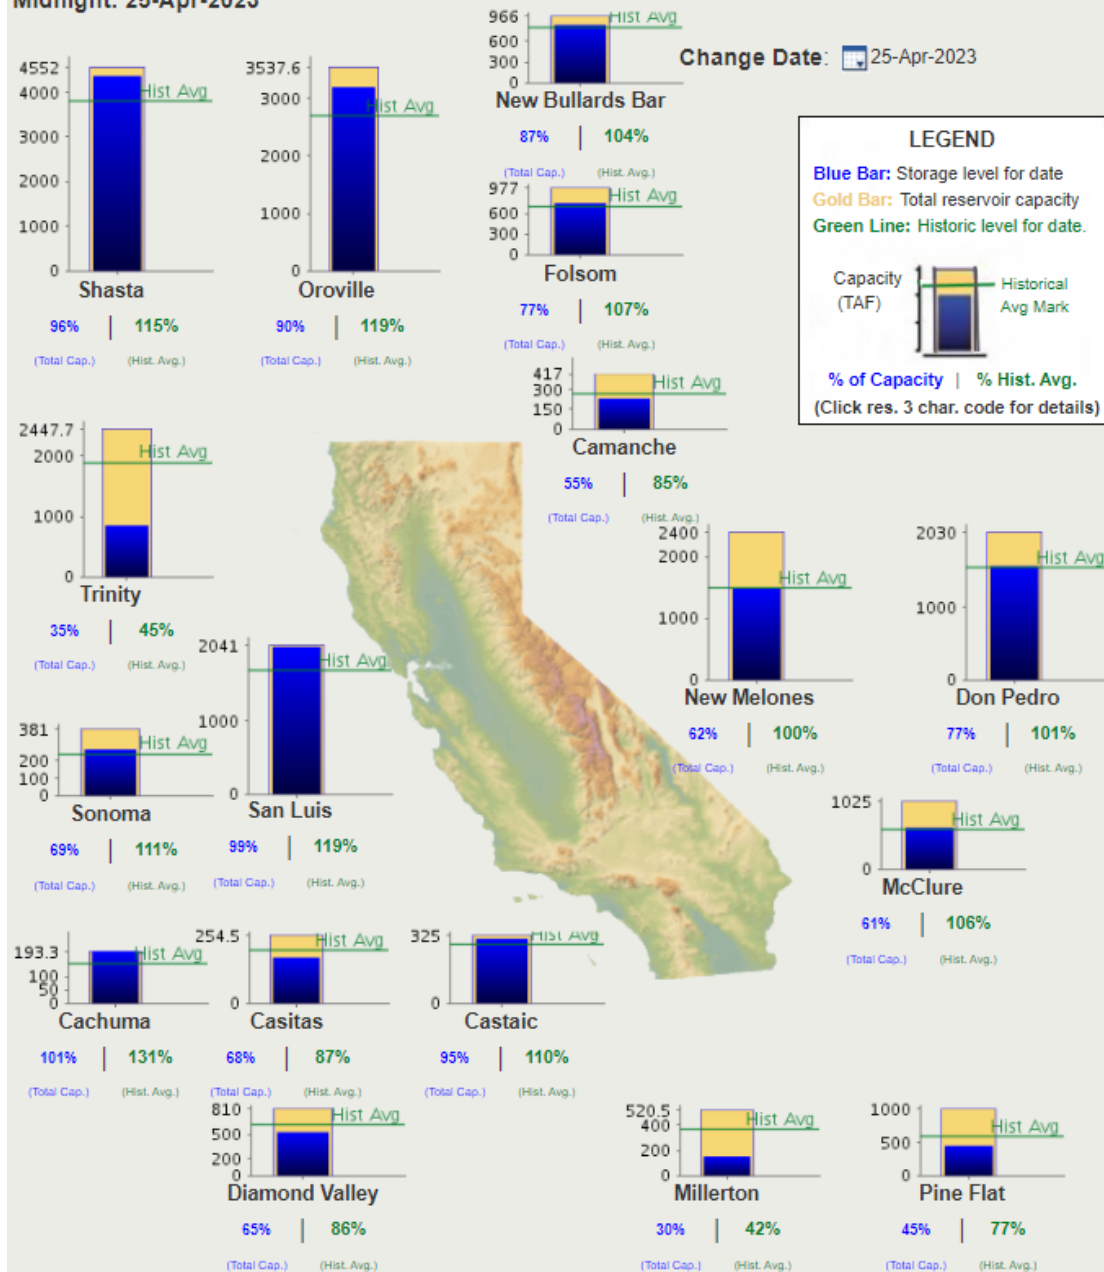 Midnight: 25-Apr-2023
Change Date: 25-Apr-2023
966
600
300
0
Hist Avg
New Bullards Bar
87% | 104%
(Total Cap.) (Hist. Avg.)
4552
4000
3000
2000
1000
0
Hist Avg
Shasta
96% | 115%
(Total Cap.) (Hist. Avg.)
3537.6
3000
2000
1000
0
Hist Avg
Oroville
90% | 119%
(Total Cap.) (Hist. Avg.)
977
600
300
0
Hist Avg
Folsom
77% | 107%
(Total Cap.) (Hist. Avg.)
LEGEND
Blue Bar: Storage level for date
Gold Bar: Total reservoir capacity
Green Line: Historic level for date.
Capacity
(TAF)
Historical
Avg Mark
% of Capacity | % Hist. Avg.
(Click res. 3 char. code for details)
417
300
150
0
Hist Avg
Camanche
55% | 85%
(Total Cap.) (Hist. Avg.)
2447.7
2000
1000
0
Hist Avg
Trinity
35% | 45%
(Total Cap.) (Hist. Avg.)
2400
2000
1000
0
Hist Avg
New Melones
62% | 100%
(Total Cap.) (Hist. Avg.)
2030
1000
0
Hist Avg
Don Pedro
77% | 101%
(Total Cap.) (Hist. Avg.)
381
200
100
0
Hist Avg
Sonoma
69% | 111%
(Total Cap.) (Hist. Avg.)
2041
1000
0
Hist Avg
San Luis
99% | 119%
(Total Cap.) (Hist. Avg.)
1025
0
Hist Avg
McClure
61% | 106%
(Total Cap.) (Hist. Avg.)
193.3
100
50
0
Hist Avg
Cachuma
101% | 131%
(Total Cap.) (Hist. Avg.)
254.5
0
Hist Avg
Casitas
68% | 87%
(Total Cap.) (Hist. Avg.)
325
0
Hist Avg
Castaic
95% | 110%
(Total Cap.) (Hist. Avg.)
810
500
200
0
Hist Avg
Diamond Valley
65% | 86%
(Total Cap.) (Hist. Avg.)
520.5
400
200
0
Hist Avg
Millerton
30% | 42%
(Total Cap.) (Hist. Avg.)
1000
500
0
Hist Avg
Pine Flat
45% | 77%
(Total Cap.) (Hist. Avg.)